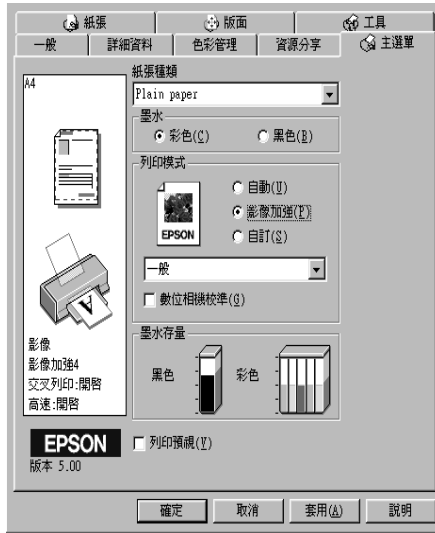 紙張
版面
工具
一般
詳細資料
色彩管理
資源分享
主選單
A4
紙張種類
Plain paper
墨水
彩色(C)
黑色(B)
列印模式
EPSON
自動(U)
影像加強(P)
自訂(S)
一般
數位相機校準(G)
墨水存量
黑色
彩色
影像
影像加強4
交叉列印:開啓
高速:開啓
EPSON
版本 5.00
列印預視(V)
確定
取消
套用(A)
說明